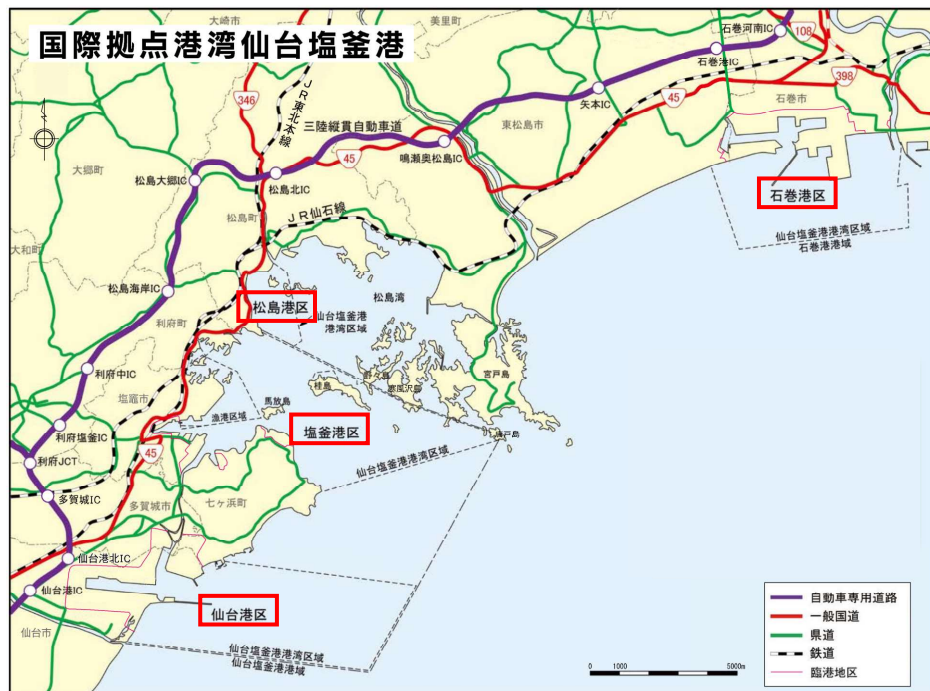 国際拠点港湾仙台塩釜港
大崎市
美里町
石巻河南IC
108
石巻港IC
398
346
JR東北本線
矢本IC
45
石巻市
三陸縦貫自動車道
東松島市
45
鳴瀬奥松島IC
大郷町
松島大郷IC
松島北IC
石巻港区
松島町
JR仙石線
仙台塩釜港港湾区域
石巻港港域
大和町
松島海岸IC
松島港区
松島湾
仙台塩釜港
港湾区域
利府町
利府中IC
宮戸島
野々島
桂島
寒風沢島
塩竈市
馬放島
漁港区域
利府塩釜IC
塩釜港区
45
利府JCT
仙台塩釜港港湾区域
多賀城IC
多賀城市
七ヶ浜町
仙台港北IC
仙台港IC
仙台港区
仙台市
仙台塩釜港港湾区域
仙台塩釜港港域
自動車専用道路
一般国道
県道
鉄道
臨港地区
0 1000 5000m